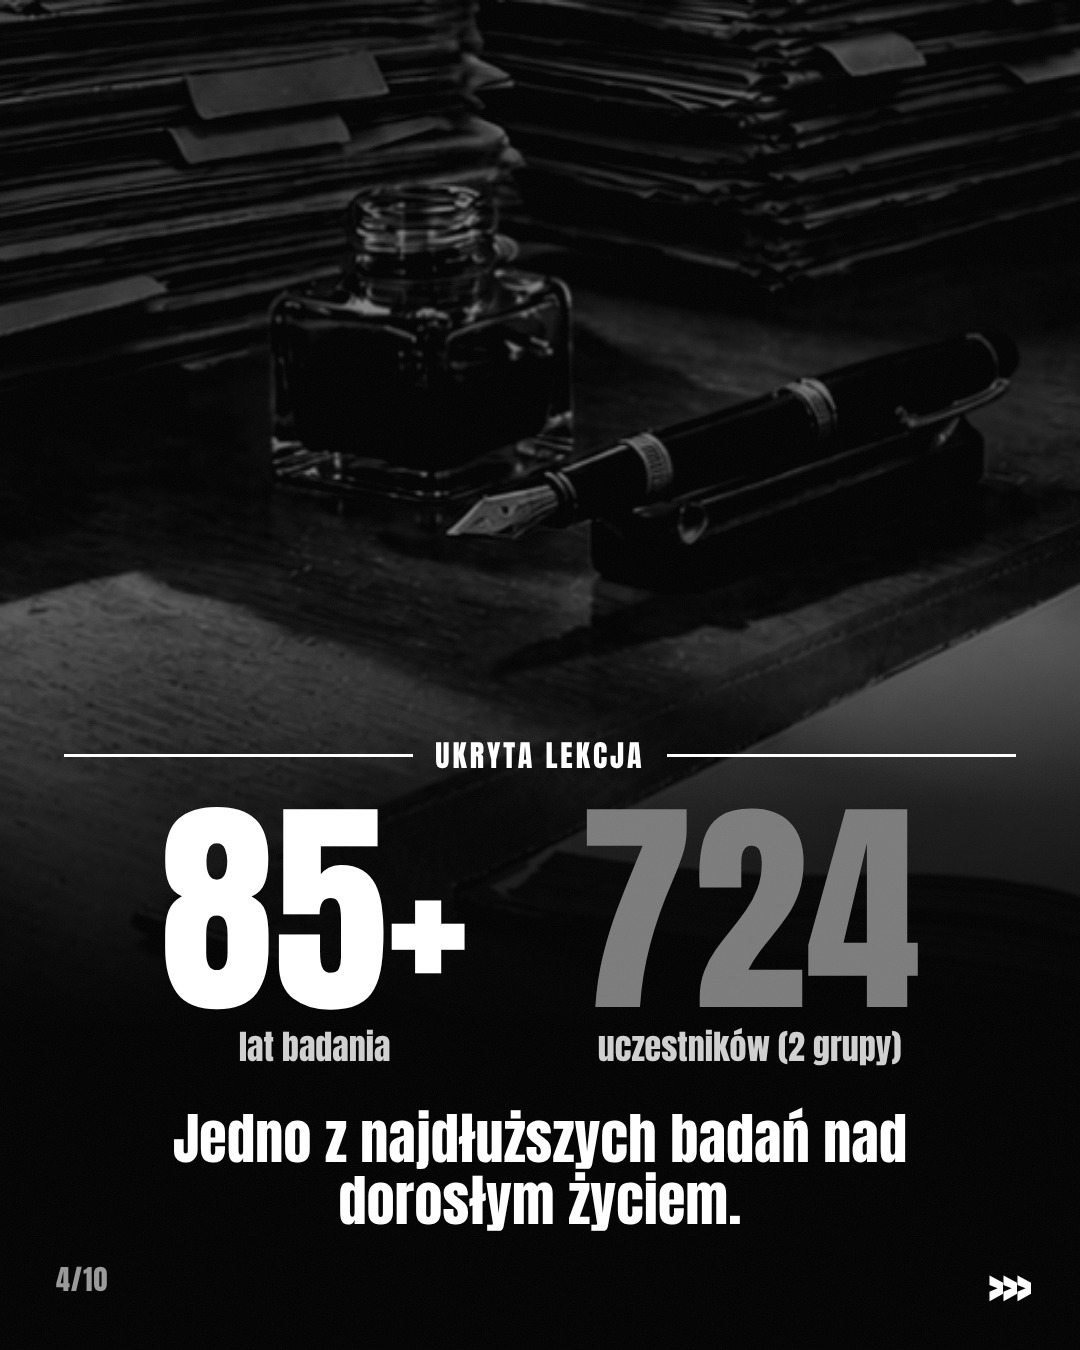 UKRYTA LEKCJA
85+ 724
lat badania uczestników (2 grupy)
Jedno z najdłuższych badań nad
dorosłym życiem.
4/10 >>>